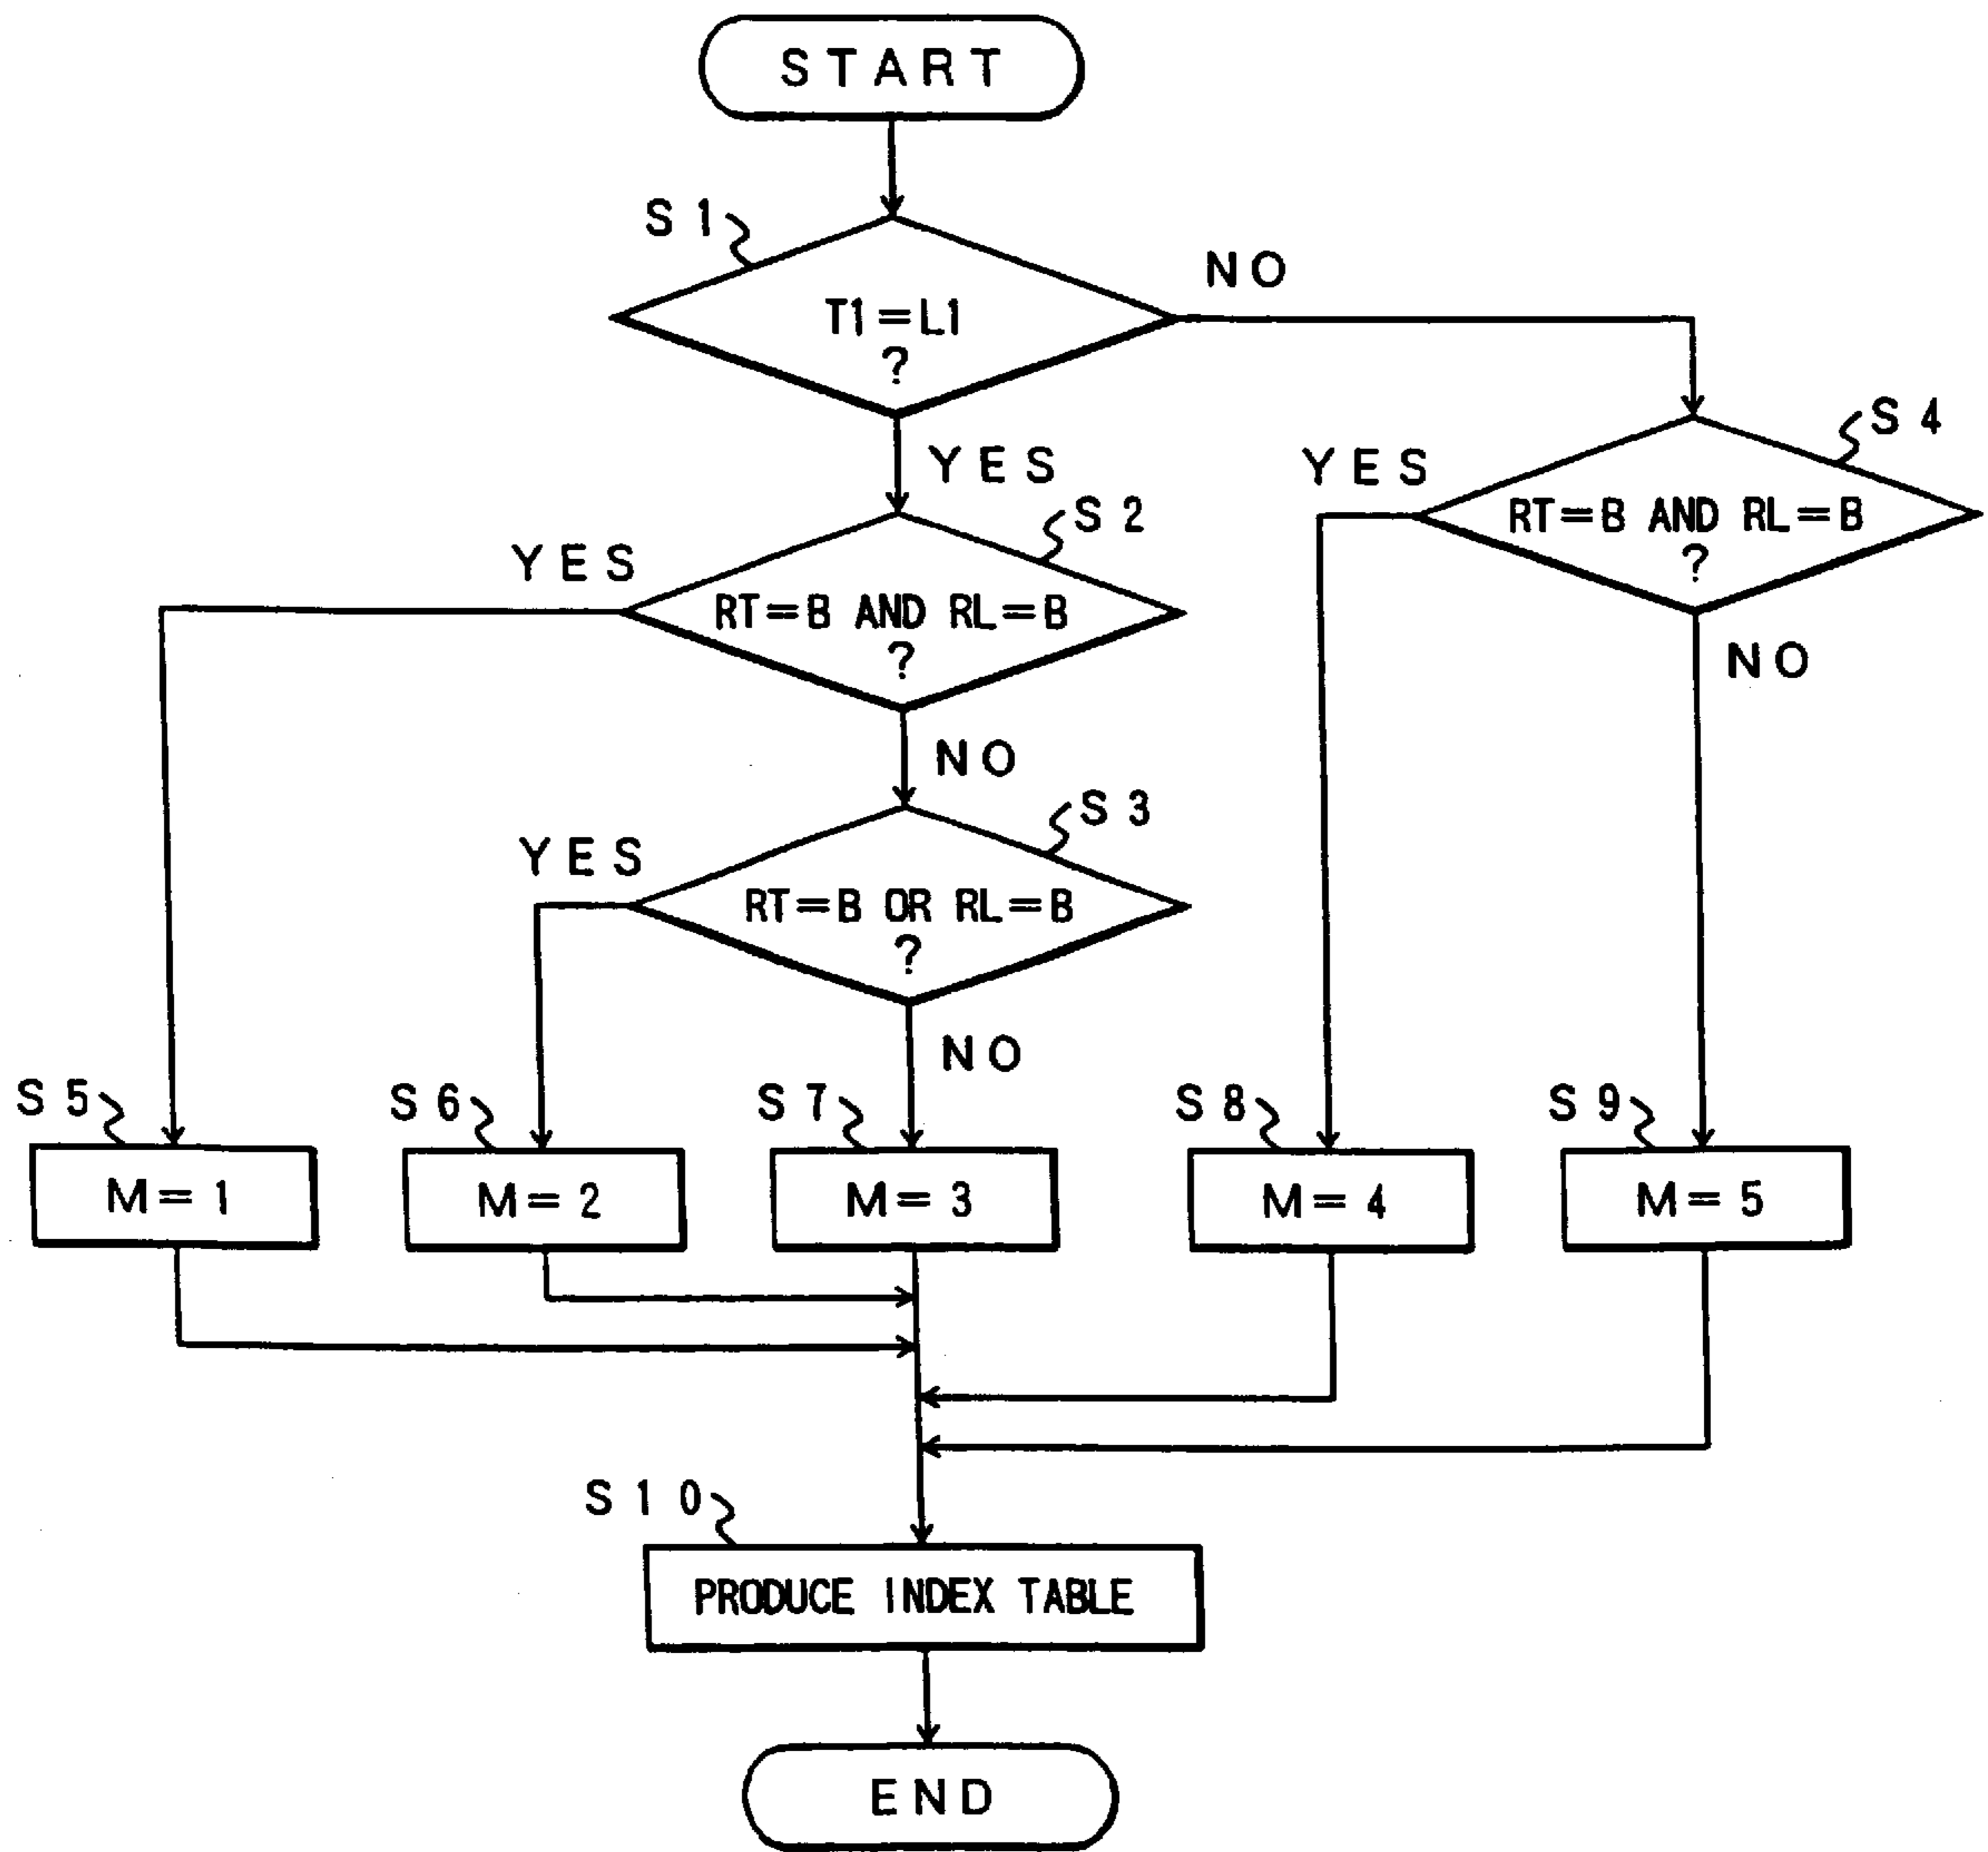 START
S1
NO
T1=L1
?
S4
YES
YES
S2
RT=B AND RL=B
?
YES
RT=B AND RL=B
?
NO
NO
S3
YES
RT=B OR RL=B
?
NO
S5
S6
S7
S8
S9
M=1
M=2
M=3
M=4
M=5
S10
PRODUCE INDEX TABLE
END